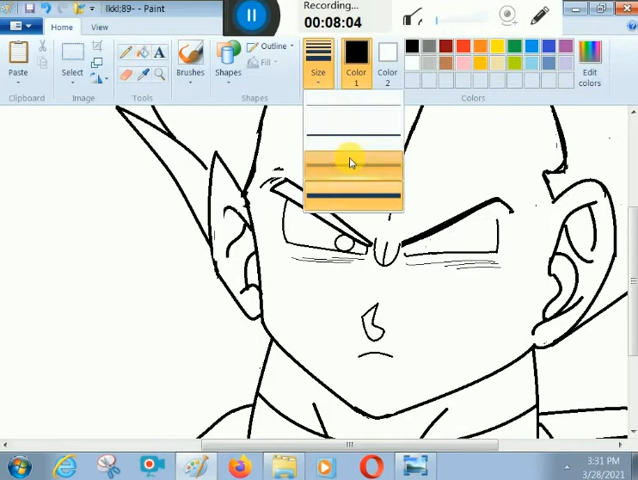 Recording...
lkkl:89- - Paint
00:08:04
Home
View
Paste
Select
Brushes
Shapes
Outline
Fill
Size
Color
1
Color
2
Edit
colors
Clipboard
Image
Tools
Shapes
Colors
A
III
3:31 PM
3/28/2021